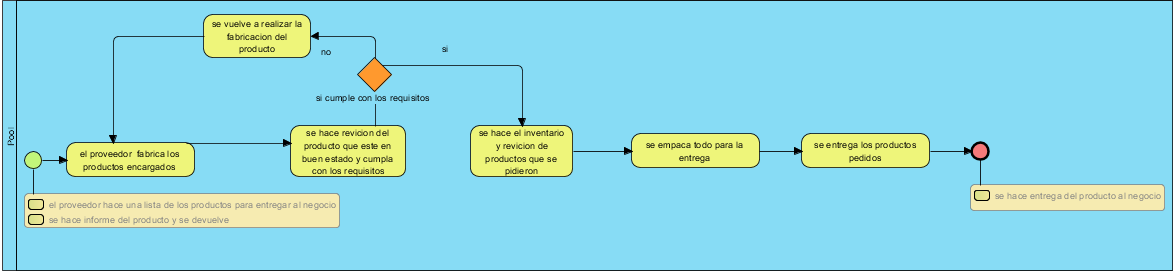 Pool
se vuelve a realizar la
fabricacion del
producto
no
si
si cumple con los requisitos
el proveedor fabrica los
productos encargados
se hace revicion del
producto que este en
buen estado y cumpla
con los requisitos
se hace el inventario
y revicion de
productos que se
pidieron
se empaca todo para la
entrega
se entrega los productos
pedidos
el proveedor hace una lista de los productos para entregar al negocio
se hace informe del producto y se devuelve
se hace entrega del producto al negocio